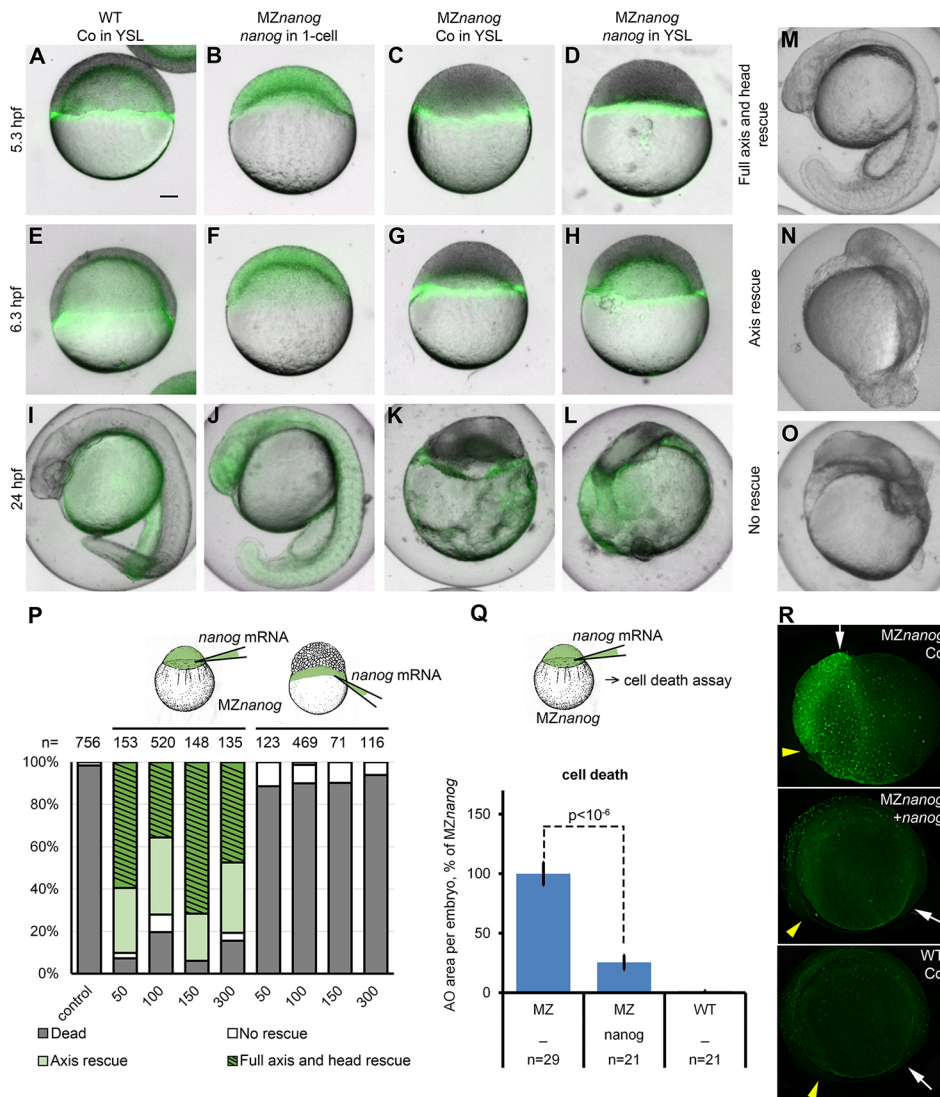 WT
Co in YSL
MZnanog
nanog in 1-cell
MZnanog
Co in YSL
MZnanog
nanog in YSL
A
B
C
D
M
5.3 hpf
Full axis and head
rescue
E
F
G
H
N
6.3 hpf
Axis rescue
I
J
K
L
O
24 hpf
No rescue
P
nanog mRNA
nanog mRNA
MZnanog
n= 756 153 520 148 135 123 469 71 116
100%
80%
60%
40%
20%
0%
control 50 100 150 300 50 100 150 300
Dead
No rescue
Axis rescue
Full axis and head rescue
Q
nanog mRNA
→ cell death assay
MZnanog
cell death
AO area per embryo, % of MZnanog
150
100
50
0
p<10-6
MZ MZ WT
– nanog –
n=29 n=21 n=21
R
MZnanog
Co
MZnanog
+nanog
WT
Co